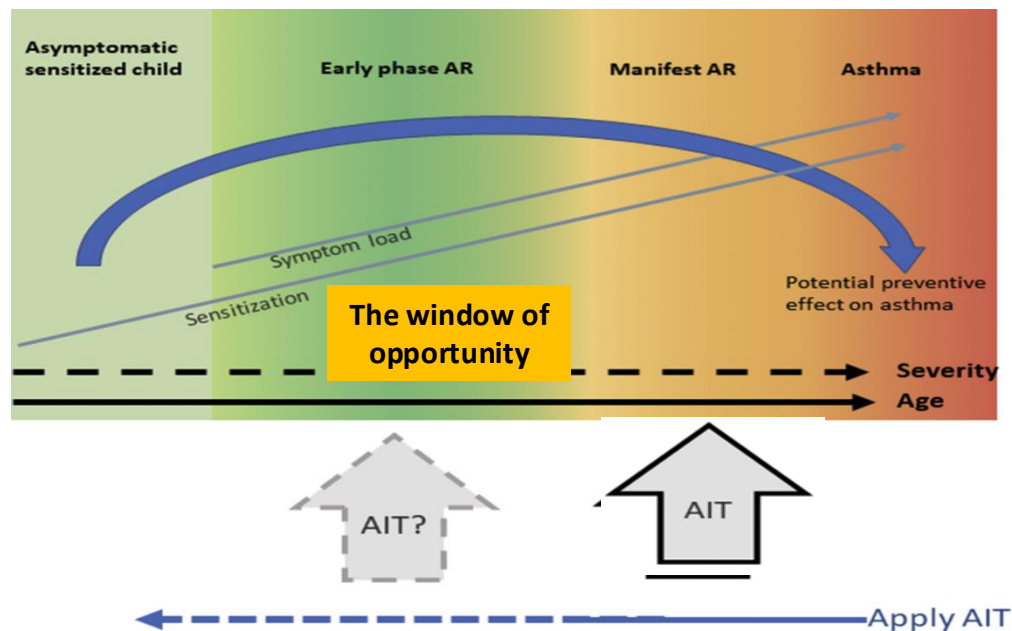 Asymptomatic
sensitized child
Early phase AR
Manifest AR
Asthma
Symptom load
Sensitization
Potential preventive
effect on asthma
The window of
opportunity
Severity
Age
AIT?
AIT
Apply AIT